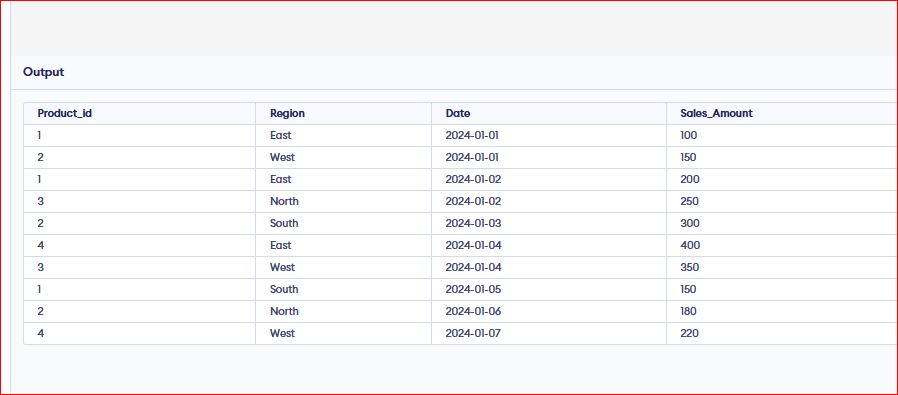 Output
Product_id Region Date Sales_Amount
1 East 2024-01-01 100
2 West 2024-01-01 150
1 East 2024-01-02 200
3 North 2024-01-02 250
2 South 2024-01-03 300
4 East 2024-01-04 400
3 West 2024-01-04 350
1 South 2024-01-05 150
2 North 2024-01-06 180
4 West 2024-01-07 220